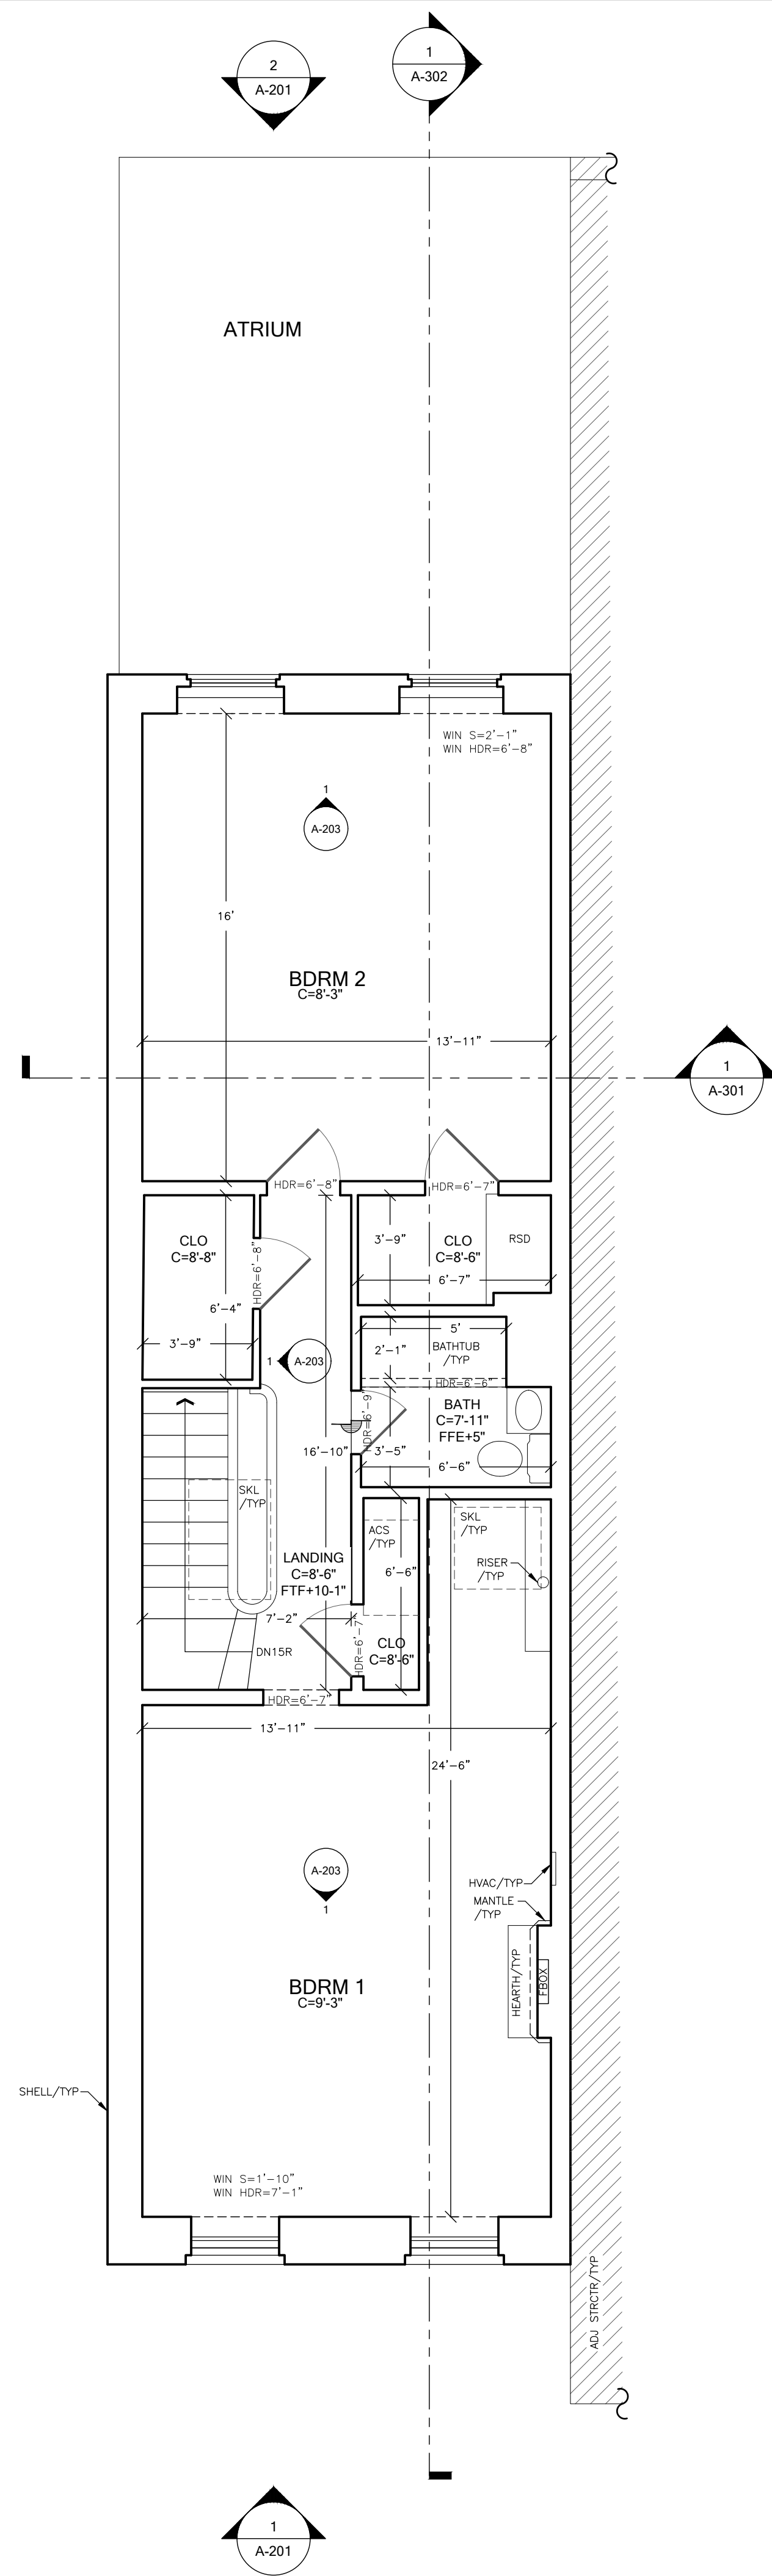 2
A-201
1
A-302
ATRIUM
WIN S=2'-1"
WIN HDR=6'-8"
1
A-203
16'
BDRM 2
C=8'-3"
13'-11"
1
A-301
HDR=6'-8"
HDR=6'-7"
CLO
C=8'-8"
HDR=6'-8"
3'-9"
CLO
C=8'-6"
RSD
6'-7"
6'-4"
3'-9"
5'
2'-1"
BATHTUB
/TYP
1
A-203
HDR=6'-6"
HDR=6'-9"
BATH
C=7'-11"
FFE+5"
16'-10"
3'-5"
6'-6"
SKL
/TYP
SKL
/TYP
ACS
/TYP
LANDING
C=8'-6"
FTF+10-1"
RISER
/TYP
6'-6"
7'-2"
HDR=6'-7"
CLO
C=8'-6"
DN15R
HDR=6'-7"
13'-11"
24'-6"
A-203
1
HVAC/TYP
MANTLE
/TYP
HEARTH/TYP
FBOX
BDRM 1
C=9'-3"
SHELL/TYP
WIN S=1'-10"
WIN HDR=7'-1"
ADJ STRCTR/TYP
1
A-201